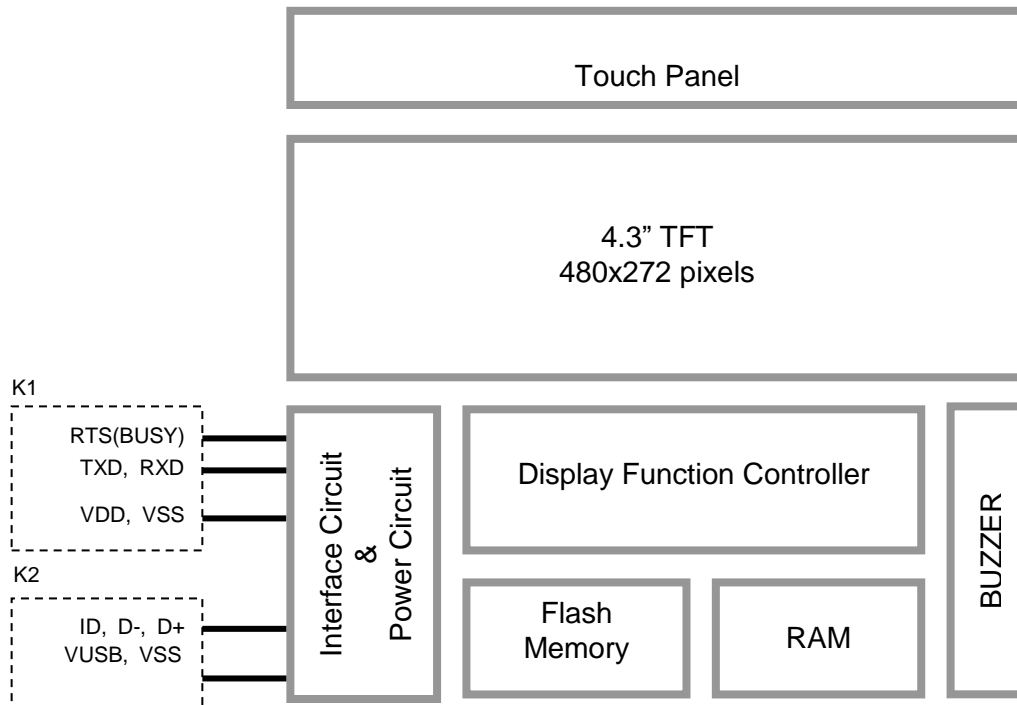 Touch Panel
4.3” TFT
480x272 pixels
K1
RTS(BUSY)
TXD, RXD
VDD, VSS
K2
ID, D-, D+
VUSB, VSS
Interface Circuit
&
Power Circuit
Display Function Controller
Flash
Memory
RAM
BUZZER